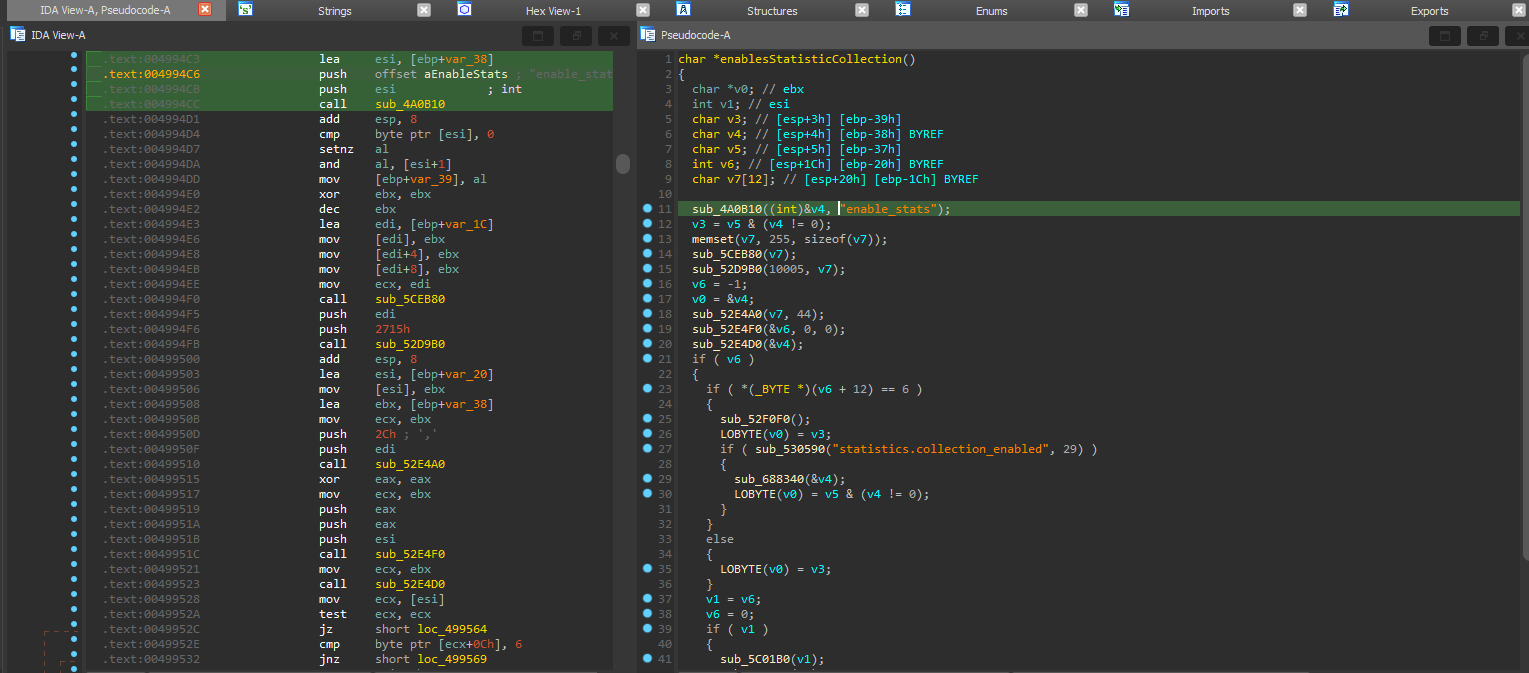 IDA View-A, Pseudocode-A Strings Hex View-1 Structures Enums Imports Exports
IDA View-A
.text:004994C3 lea esi, [ebp+var_38]
.text:004994C6 push offset aEnableStats ; "enable_stat
.text:004994CB push esi ; int
.text:004994CC call sub_4A0B10
.text:004994D1 add esp, 8
.text:004994D4 cmp byte ptr [esi], 0
.text:004994D7 setnz al
.text:004994DA and al, [esi+1]
.text:004994DD mov [ebp+var_39], al
.text:004994E0 xor ebx, ebx
.text:004994E2 dec ebx
.text:004994E3 lea edi, [ebp+var_1C]
.text:004994E6 mov [edi], ebx
.text:004994E8 mov [edi+4], ebx
.text:004994EB mov [edi+8], ebx
.text:004994EE mov ecx, edi
.text:004994F0 call sub_5CEB80
.text:004994F5 push edi
.text:004994F6 push 2715h
.text:004994FB call sub_52D9B0
.text:00499500 add esp, 8
.text:00499503 lea esi, [ebp+var_20]
.text:00499506 mov [esi], ebx
.text:00499508 lea ebx, [ebp+var_38]
.text:0049950B mov ecx, ebx
.text:0049950D push 2Ch ; ','
.text:0049950F push edi
.text:00499510 call sub_52E4A0
.text:00499515 xor eax, eax
.text:00499517 mov ecx, ebx
.text:00499519 push eax
.text:0049951A push eax
.text:0049951B push esi
.text:0049951C call sub_52E4F0
.text:00499521 mov ecx, ebx
.text:00499523 call sub_52E4D0
.text:00499528 mov ecx, [esi]
.text:0049952A test ecx, ecx
.text:0049952C jz short loc_499564
.text:0049952E cmp byte ptr [ecx+0Ch], 6
.text:00499532 jnz short loc_499569
Pseudocode-A
1 char *enablesStatisticCollection()
2 {
3 char *v0; // ebx
4 int v1; // esi
5 char v3; // [esp+3h] [ebp-39h]
6 char v4; // [esp+4h] [ebp-38h] BYREF
7 char v5; // [esp+5h] [ebp-37h]
8 int v6; // [esp+1Ch] [ebp-20h] BYREF
9 char v7[12]; // [esp+20h] [ebp-1Ch] BYREF
10
11 sub_4A0B10((int)&v4, "enable_stats");
12 v3 = v5 & (v4 != 0);
13 memset(v7, 255, sizeof(v7));
14 sub_5CEB80(v7);
15 sub_52D9B0(10005, v7);
16 v6 = -1;
17 v0 = &v4;
18 sub_52E4A0(v7, 44);
19 sub_52E4F0(&v6, 0, 0);
20 sub_52E4D0(&v4);
21 if ( v6 )
22 {
23 if ( *(_BYTE *)(v6 + 12) == 6 )
24 {
25 sub_52F0F0();
26 LOBYTE(v0) = v3;
27 if ( sub_530590("statistics.collection_enabled", 29) )
28 {
29 sub_688340(&v4);
30 LOBYTE(v0) = v5 & (v4 != 0);
31 }
32 }
33 else
34 {
35 LOBYTE(v0) = v3;
36 }
37 v1 = v6;
38 v6 = 0;
39 if ( v1 )
40 {
41 sub_5C01B0(v1);